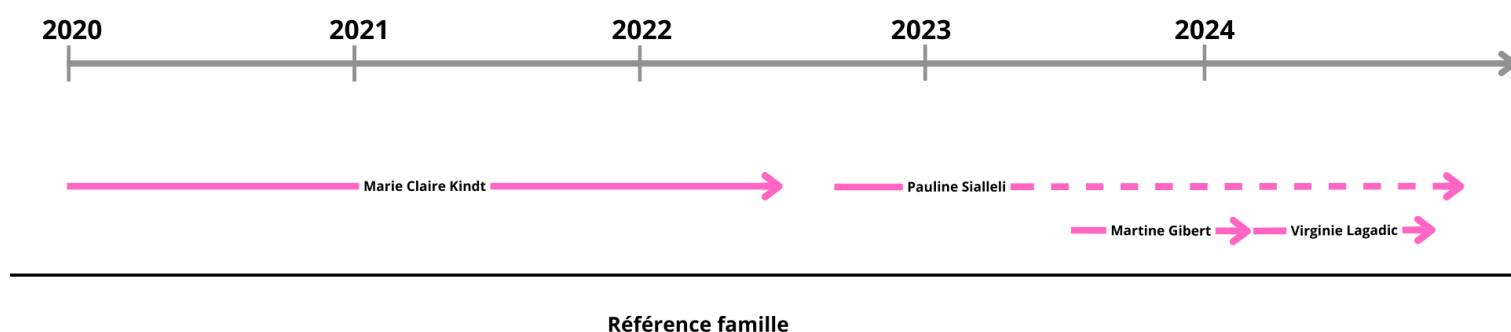 2020 2021 2022 2023 2024
Marie Claire Kindt Pauline Sialleli
Martine Gibert Virginie Lagadic
Référence famille